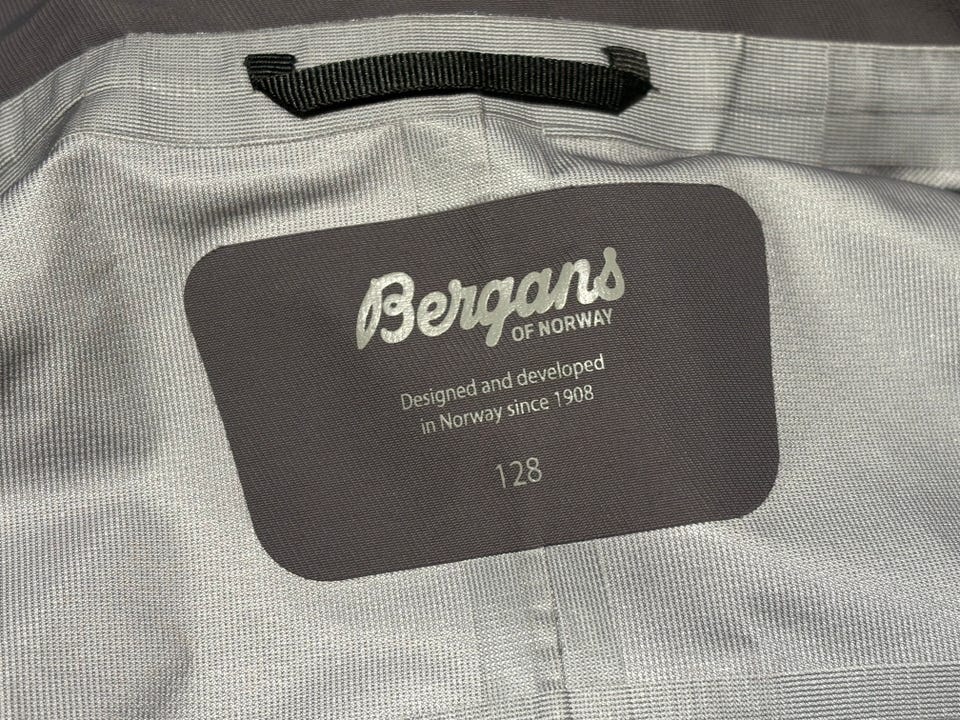 Bergans
OF NORWAY
Designed and developed
in Norway since 1908
128